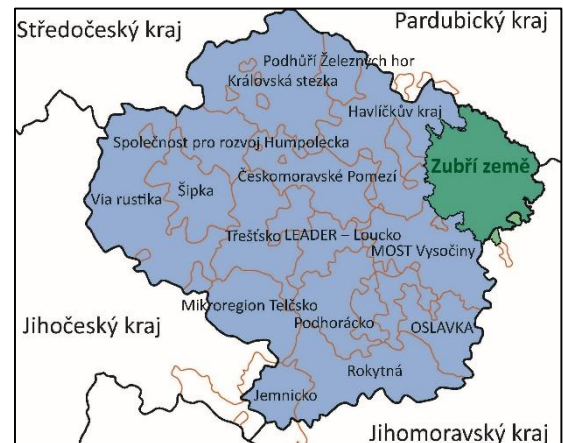 Středočeský kraj
Pardubický kraj
Podhůří Železných hor
Královská stezka
Havlíčkův kraj
Společnost pro rozvoj Humpolecka
Zubří země
Českomoravské Pomezí
Šipka
Via rustika
Třešťsko
LEADER – Loucko
MOST Vysočiny
Mikroregion Telčsko
Jihočeský kraj
Podhorácko
OSLAVKA
Rokytná
Jemnicko
Jihomoravský kraj